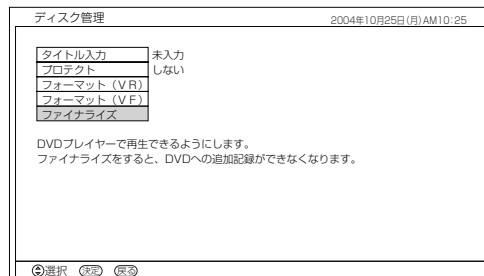 ディスク管理 2004年10月25日(月)AM10:25
タイトル入力 未入力
プロテクト しない
フォーマット(VR)
フォーマット(VF)
ファイナライズ
DVDプレイヤーで再生できるようにします。
ファイナライズをすると、DVDへの追加記録ができなくなります。
選択 決定 戻る